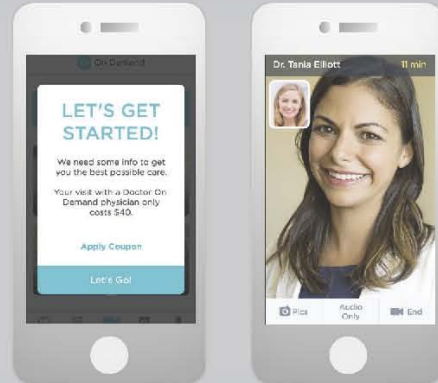 On Demand
LET'S GET
STARTED!
We need some info to get
you the best possible care.
Your visit with a Doctor On
Demand physician only
costs $40.
Apply Coupon
Let's Go!
Dr. Tania Elliott 11 min
Pics
Audio
Only
End